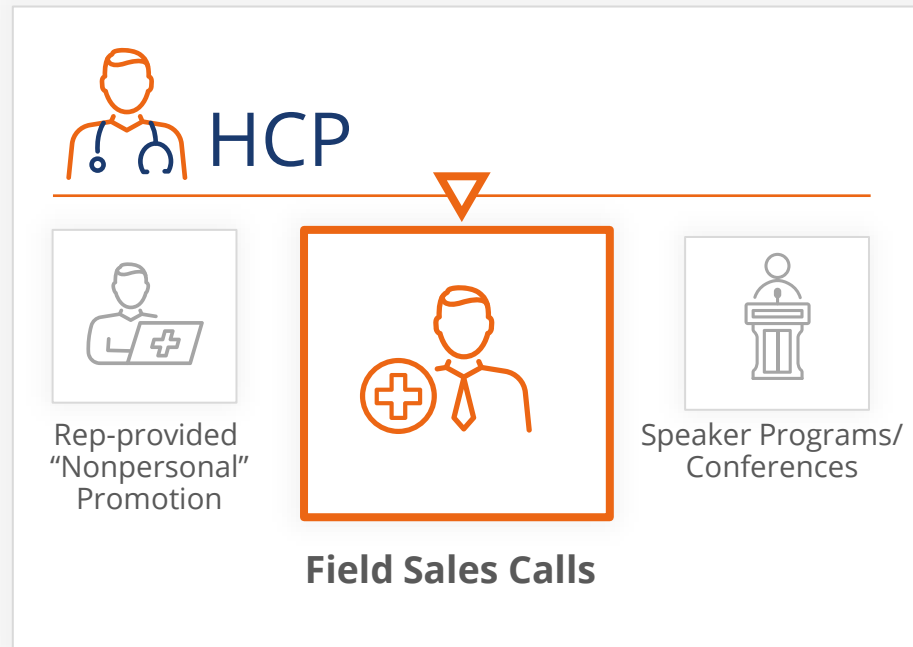 HCP
Rep-provided
“Nonpersonal”
Promotion
Field Sales Calls
Speaker Programs/
Conferences